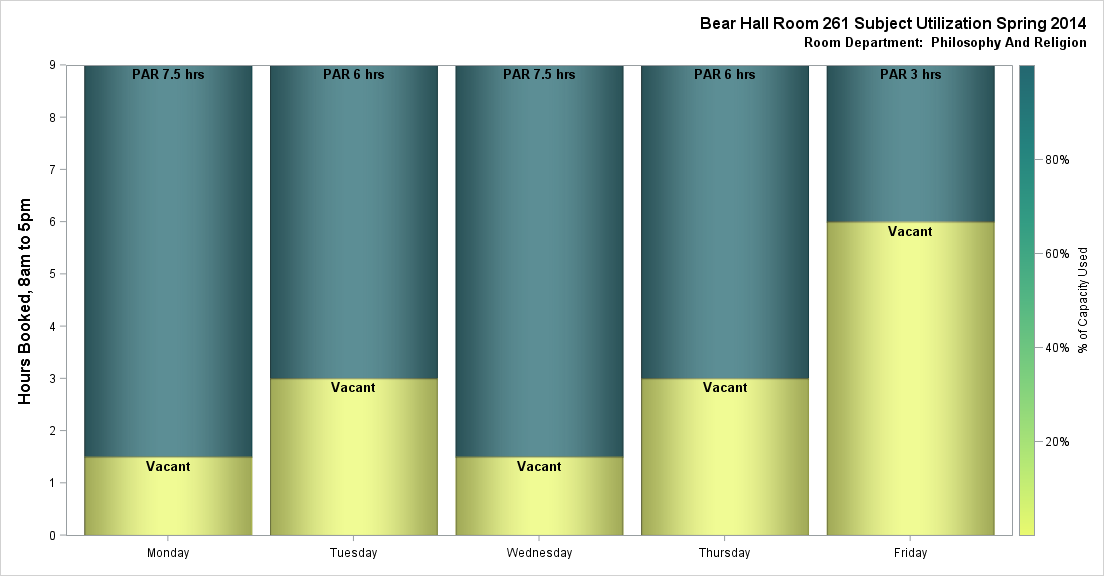 Bear Hall Room 261 Subject Utilization Spring 2014
Room Department:  Philosophy And Religion
Hours Booked, 8am to 5pm
9
8
7
6
5
4
3
2
1
0
PAR 7.5 hrs
PAR 6 hrs
PAR 7.5 hrs
PAR 6 hrs
PAR 3 hrs
Vacant
Vacant
Vacant
Vacant
Vacant
Monday
Tuesday
Wednesday
Thursday
Friday
80%
60%
40%
20%
% of Capacity Used